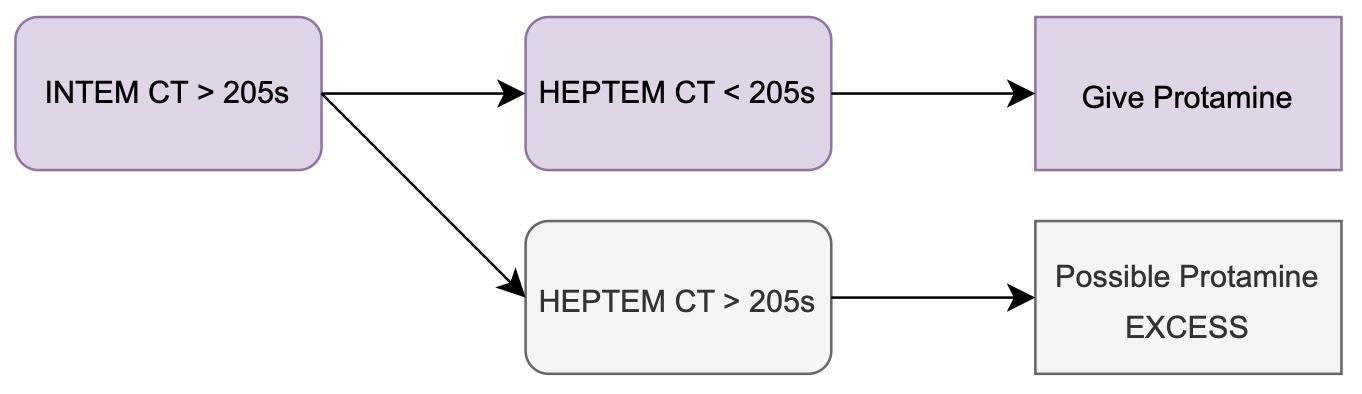 INTEM CT > 205s
HEPTEM CT < 205s
Give Protamine
HEPTEM CT > 205s
Possible Protamine
EXCESS